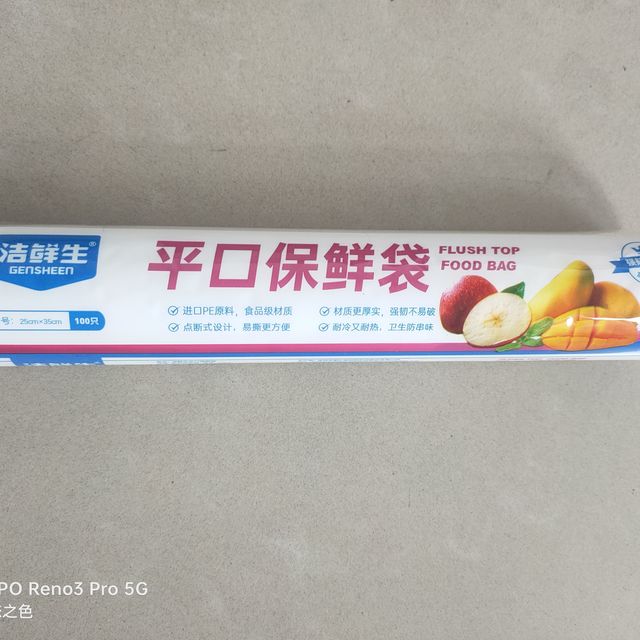 洁鲜生®
GENSHEEN
平口保鲜袋
FLUSH TOP
FOOD BAG
号：25cm×35cm 100只
进口PE原料，食品级材质
材质更厚实，强韧不易破
点断式设计，易撕更方便
耐冷又耐热，卫生防串味
PO Reno3 Pro 5G
之色